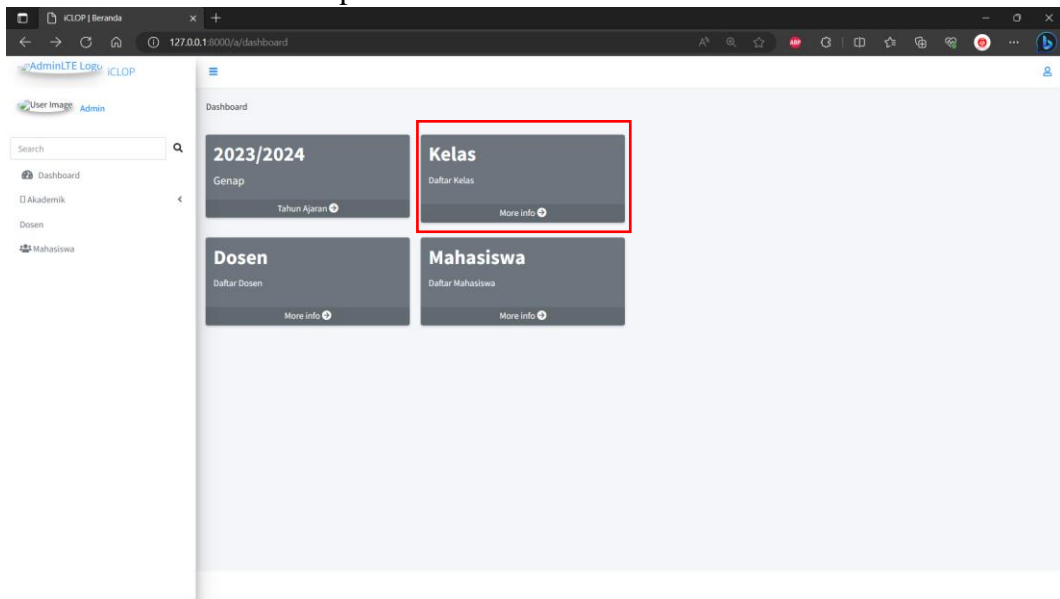 iCLOP | Beranda
127.0.0.1:8000/a/dashboard
AdminLTE Logo iCLOP
User Image Admin
Search
Dashboard
Akademik
Dosen
Mahasiswa
Dashboard
2023/2024
Genap
Tahun Ajaran
Kelas
Daftar Kelas
More info
Dosen
Daftar Dosen
More info
Mahasiswa
Daftar Mahasiswa
More info